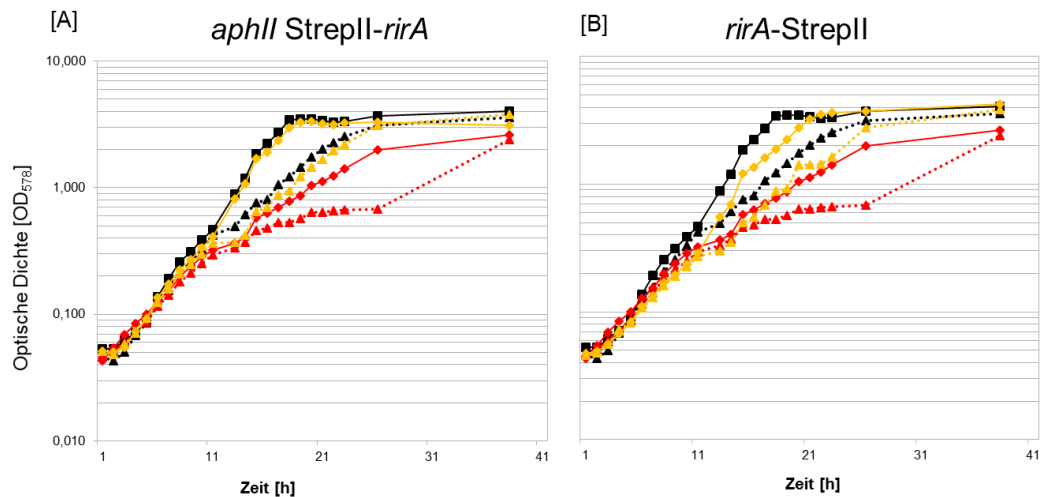 [A] aphII StrepII-rirA
[B] rirA-StrepII
Optische Dichte [OD578]
10,000
1,000
0,100
0,010
1 11 21 31 41
Zeit [h]
1 11 21 31 41
Zeit [h]